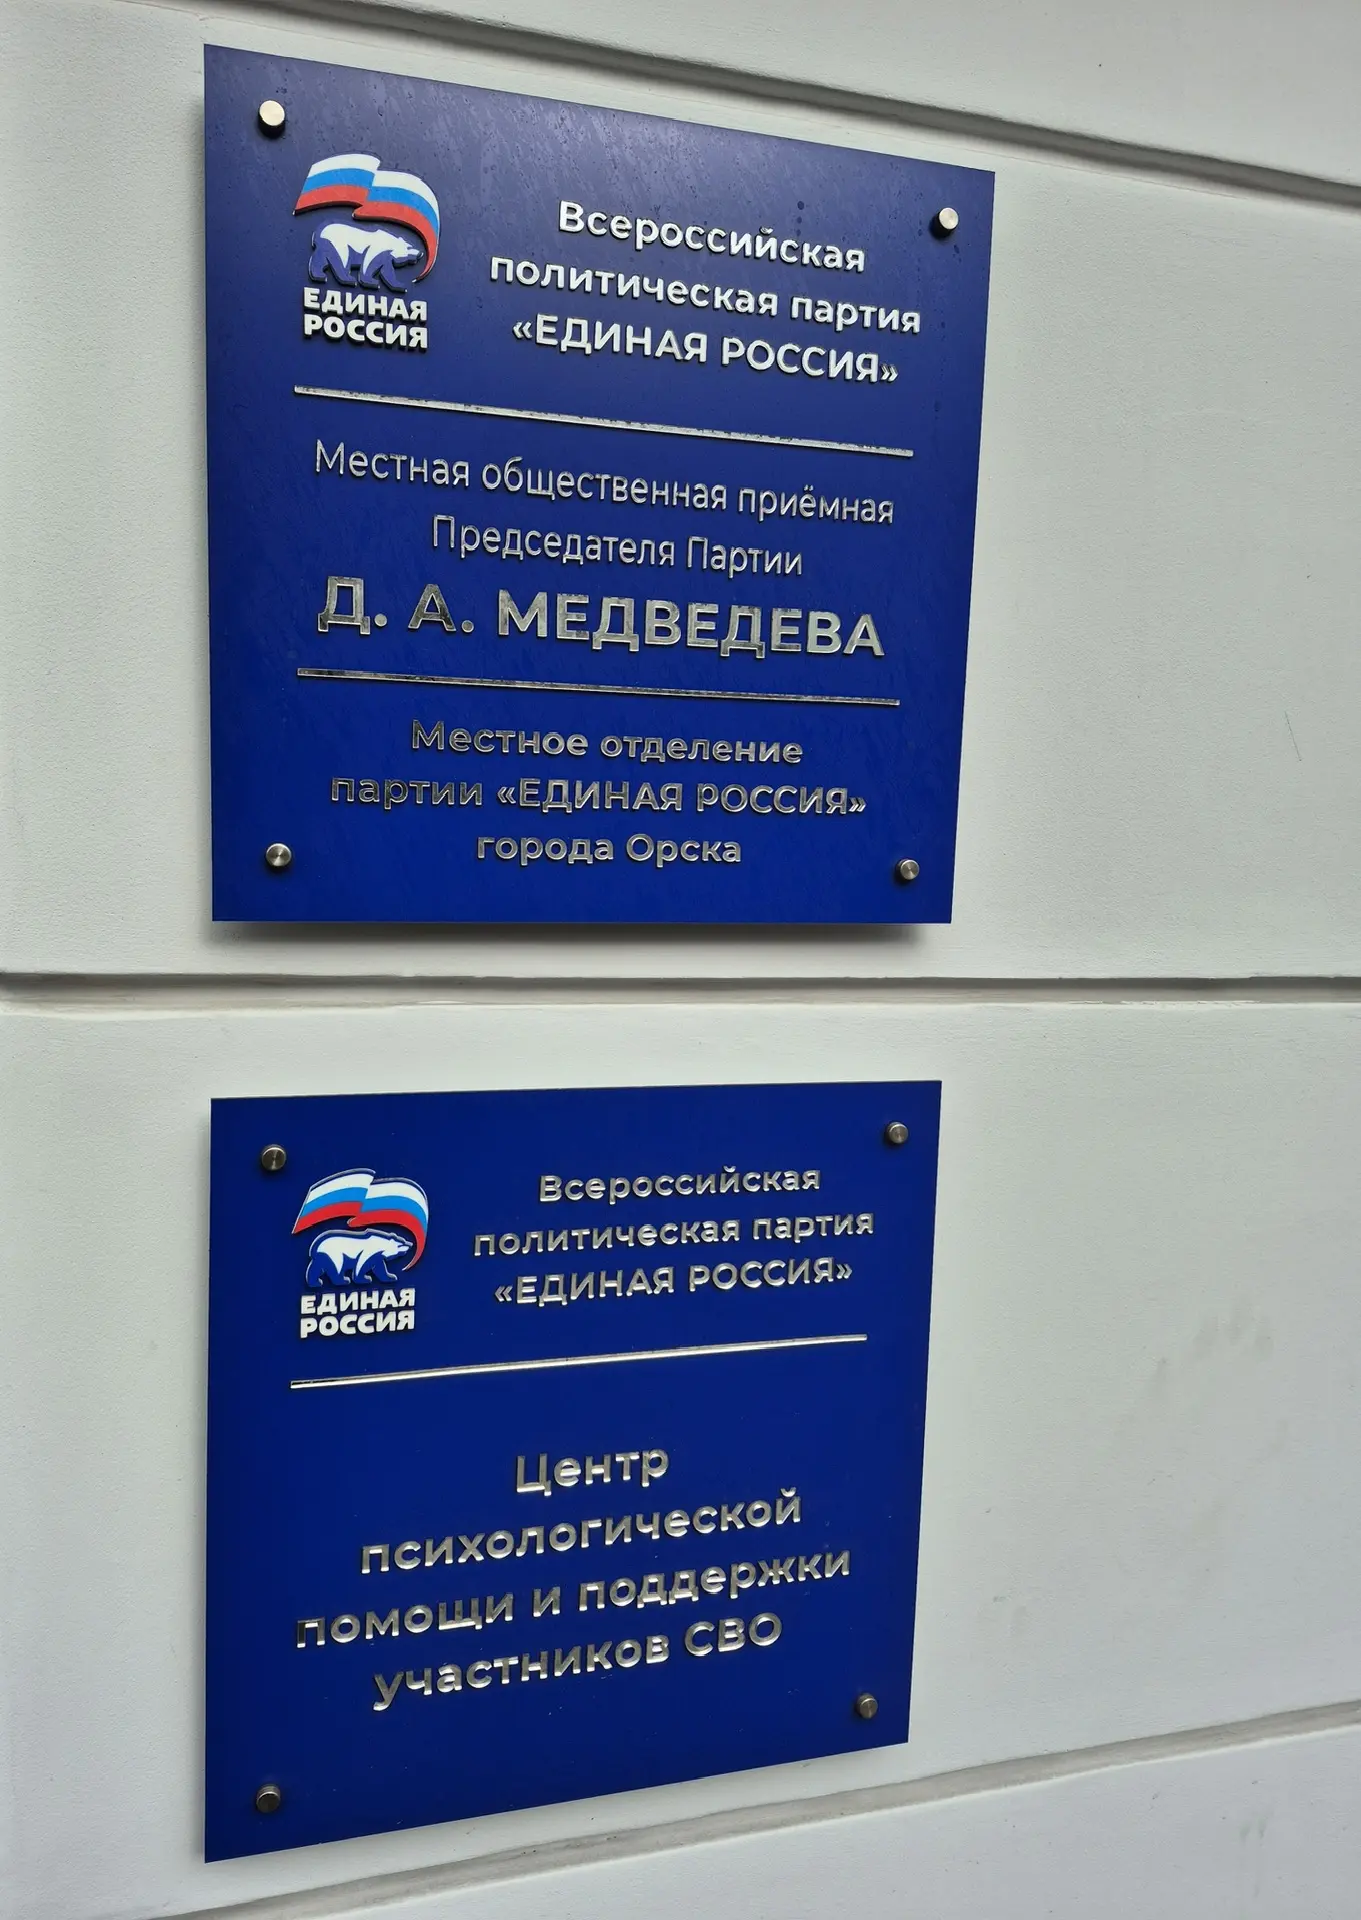 ЕДИНАЯ
РОССИЯ
Всероссийская
политическая партия
«ЕДИНАЯ РОССИЯ»
Местная общественная приёмная
Председателя Партии
Д. А. МЕДВЕДЕВА
Местное отделение
партии «ЕДИНАЯ РОССИЯ»
города Орска
ЕДИНАЯ
РОССИЯ
Всероссийская
политическая партия
«ЕДИНАЯ РОССИЯ»
Центр
психологической
помощи и поддержки
участников СВО